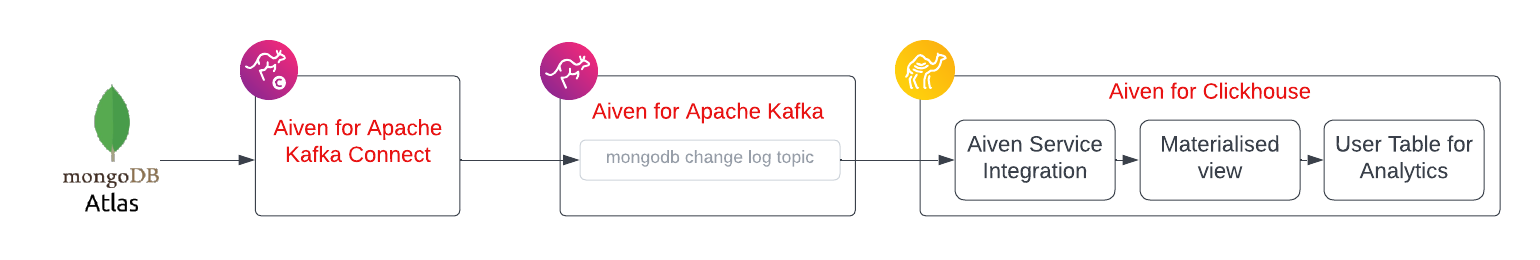 mongoDB
Atlas
Aiven for Apache
Kafka Connect
C
Aiven for Apache Kafka
mongodb change log topic
Aiven for Clickhouse
Aiven Service
Integration
Materialised
view
User Table for
Analytics